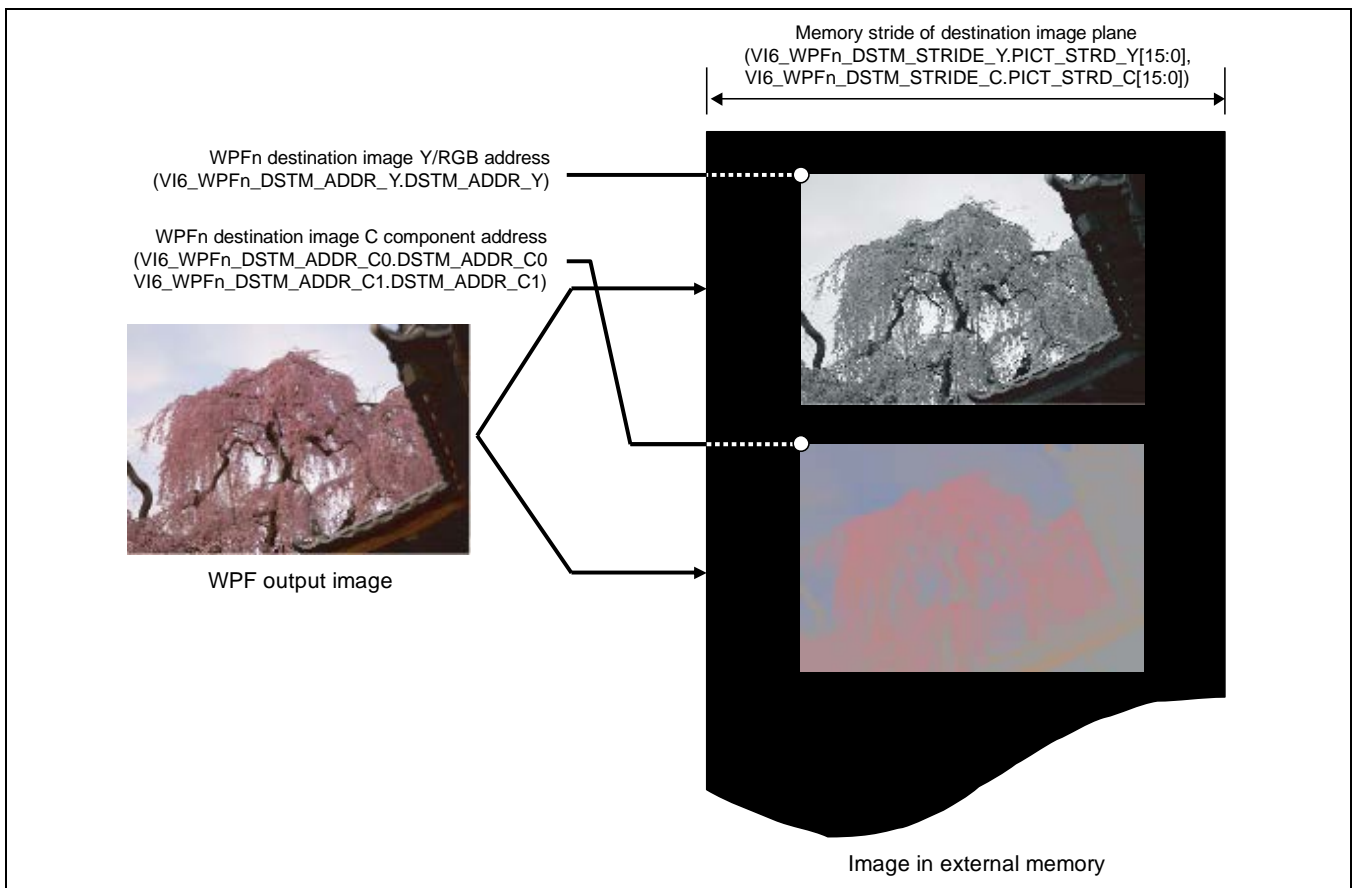 Memory stride of destination image plane
(VI6_WPFn_DSTM_STRIDE_Y.PICT_STRD_Y[15:0],
VI6_WPFn_DSTM_STRIDE_C.PICT_STRD_C[15:0])
WPFn destination image Y/RGB address
(VI6_WPFn_DSTM_ADDR_Y.DSTM_ADDR_Y)
WPFn destination image C component address
(VI6_WPFn_DSTM_ADDR_C0.DSTM_ADDR_C0
VI6_WPFn_DSTM_ADDR_C1.DSTM_ADDR_C1)
WPF output image
Image in external memory